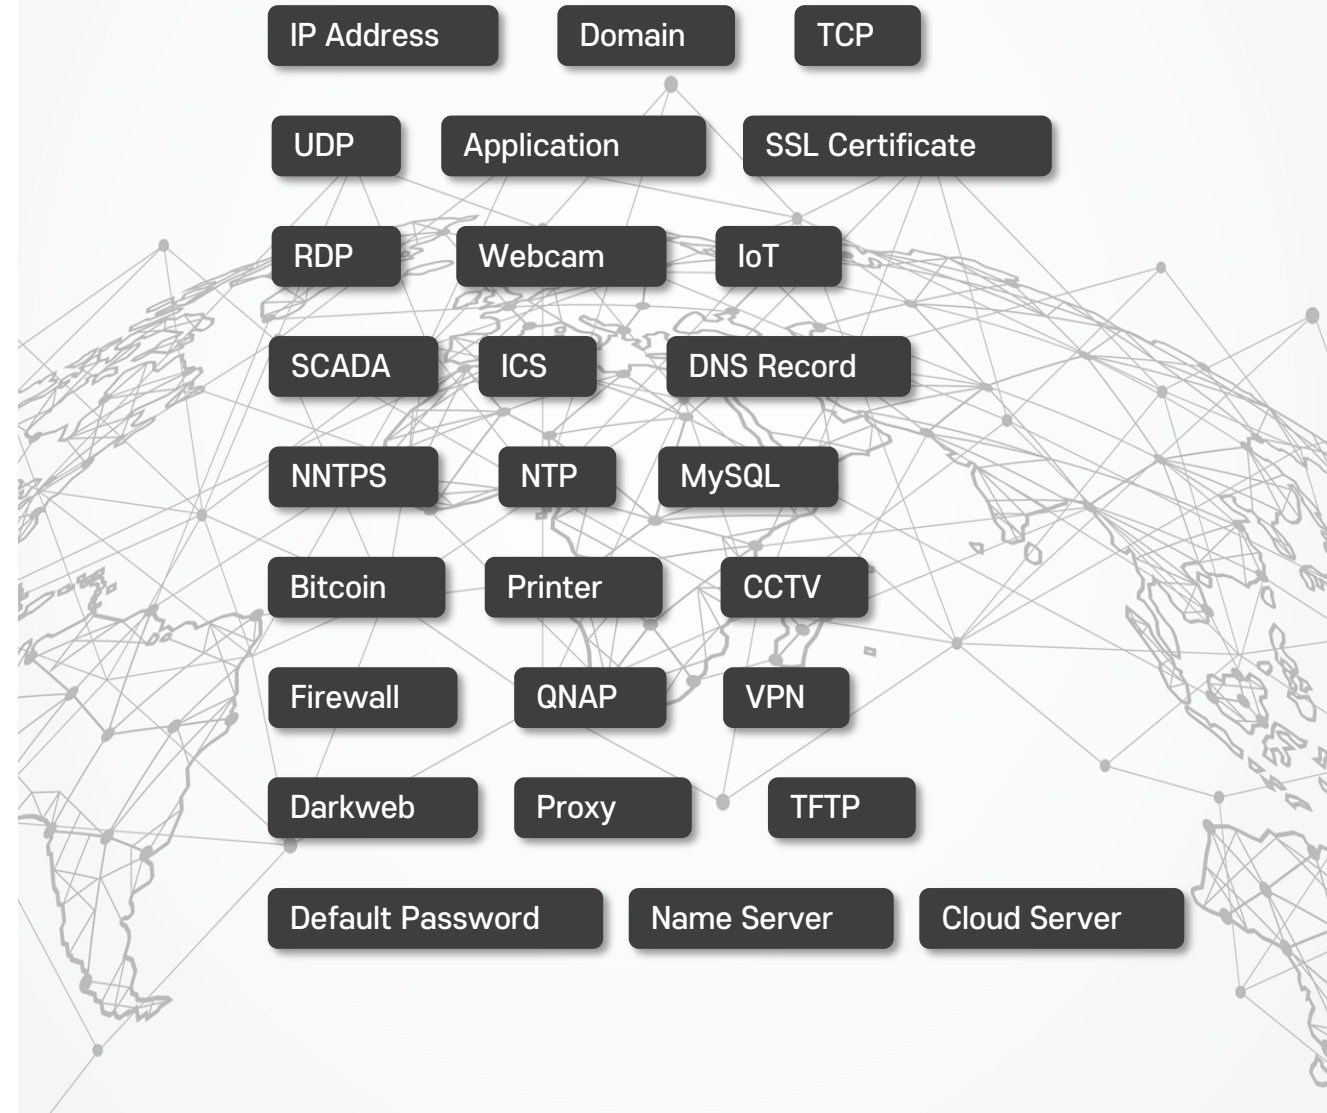 IP Address Domain TCP
UDP Application SSL Certificate
RDP Webcam IoT
SCADA ICS DNS Record
NNTPS NTP MySQL
Bitcoin Printer CCTV
Firewall QNAP VPN
Darkweb Proxy TFTP
Default Password Name Server Cloud Server